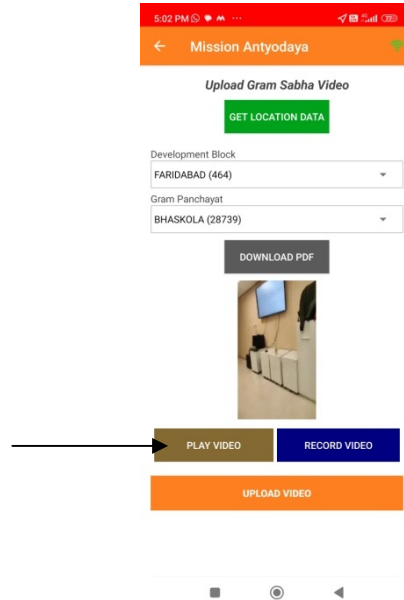 5:02 PM
Mission Antyodaya
Upload Gram Sabha Video
GET LOCATION DATA
Development Block
FARIDABAD (464)
Gram Panchayat
BHASKOLA (28739)
DOWNLOAD PDF
PLAY VIDEO RECORD VIDEO
UPLOAD VIDEO